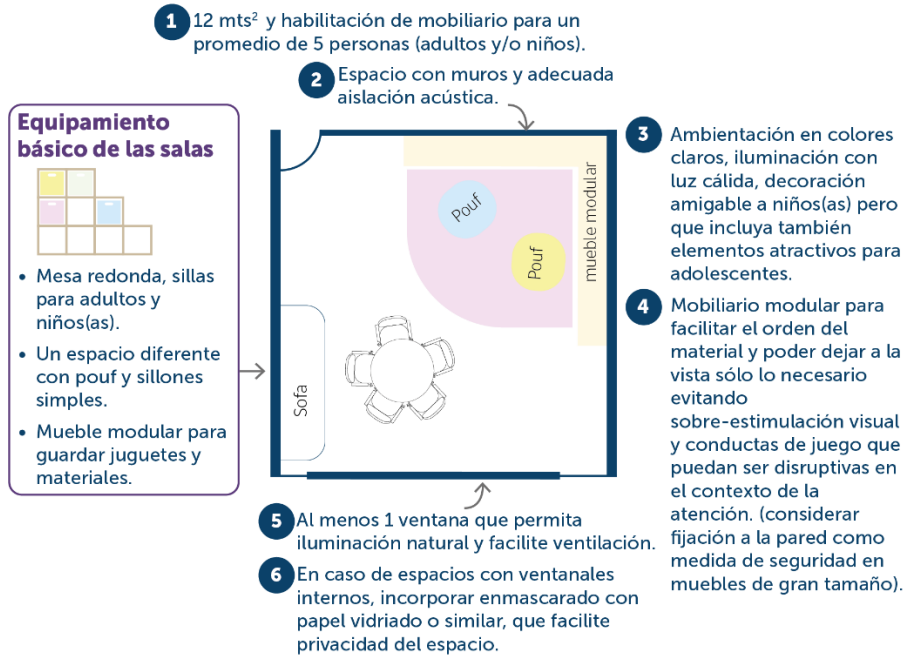 1 12 mts² y habilitación de mobiliario para un
promedio de 5 personas (adultos y/o niños).
2 Espacio con muros y adecuada
aislación acústica.
Equipamiento
básico de las salas
• Mesa redonda, sillas
para adultos y
niños(as).
• Un espacio diferente
con pouf y sillones
simples.
• Mueble modular para
guardar juguetes y
materiales.
Pouf
Pouf
mueble modular
Sofa
3 Ambientación en colores
claros, iluminación con
luz cálida, decoración
amigable a niños(as) pero
que incluya también
elementos atractivos para
adolescentes.
4 Mobiliario modular para
facilitar el orden del
material y poder dejar a la
vista sólo lo necesario
evitando
sobre-estimulación visual
y conductas de juego que
puedan ser disruptivas en
el contexto de la
atención. (considerar
fijación a la pared como
medida de seguridad en
muebles de gran tamaño).
5 Al menos 1 ventana que permita
iluminación natural y facilite ventilación.
6 En caso de espacios con ventanales
internos, incorporar enmascarado con
papel vidriado o similar, que facilite
privacidad del espacio.